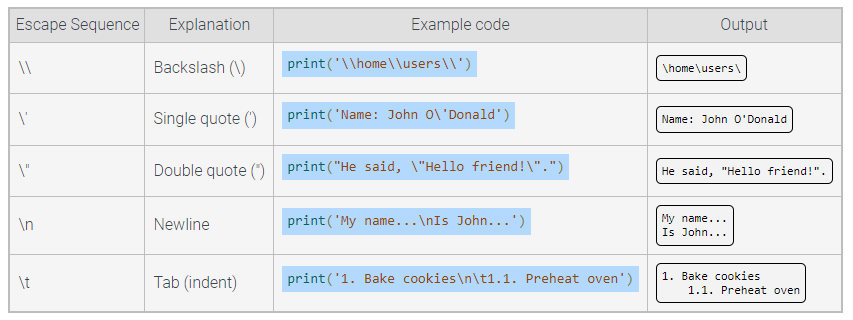 Escape Sequence Explanation Example code Output
\\ Backslash (\) print('\\home\\users\\') \home\users\
\' Single quote (') print('Name: John O\'Donald') Name: John O'Donald
\" Double quote (") print("He said, \"Hello friend!\".") He said, "Hello friend!".
\n Newline print('My name...\nIs John...') My name...
Is John...
\t Tab (indent) print('1. Bake cookies\n\t1.1. Preheat oven') 1. Bake cookies
1.1. Preheat oven